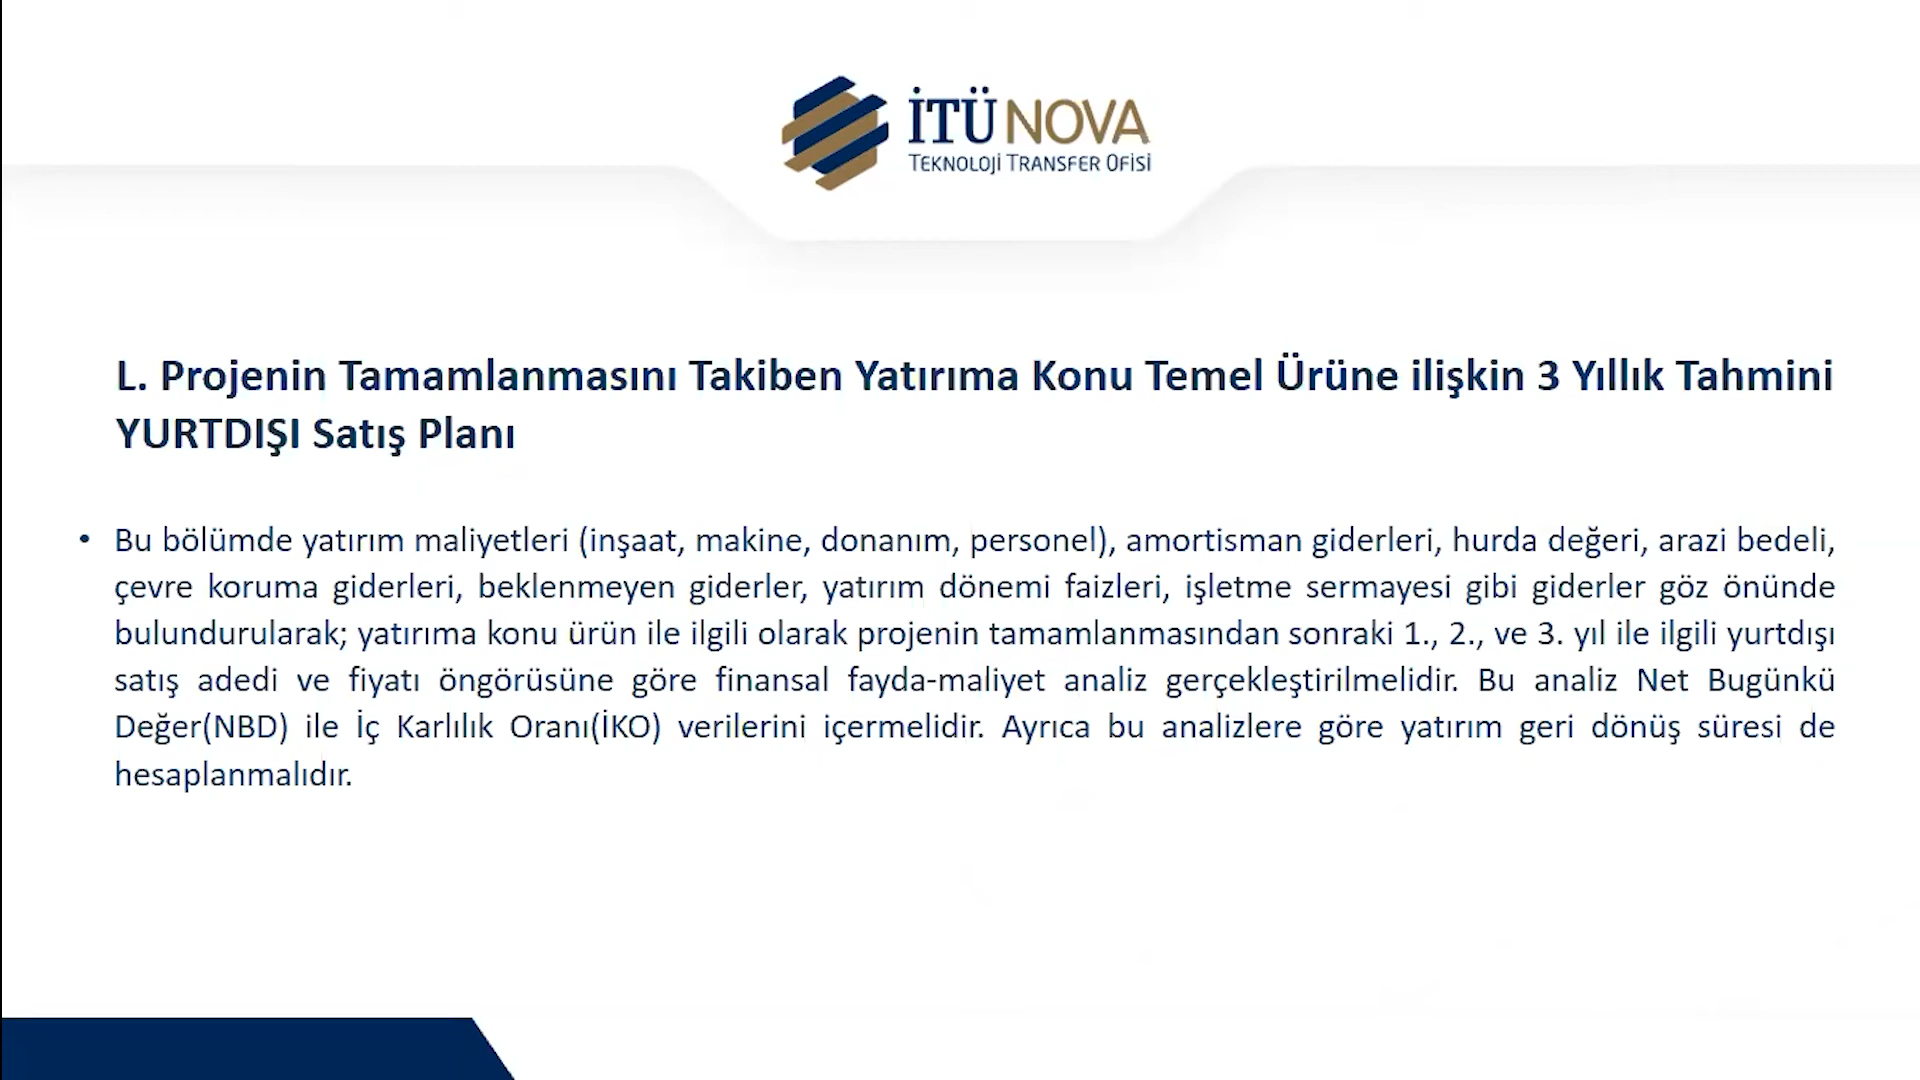 İTÜNOVA
TEKNOLOJİ TRANSFER OFİSİ
L. Projenin Tamamlanmasını Takiben Yatırıma Konu Temel Ürüne ilişkin 3 Yıllık Tahmini
YURTDIŞI Satış Planı
• Bu bölümde yatırım maliyetleri (inşaat, makine, donanım, personel), amortisman giderleri, hurda değeri, arazi bedeli,
çevre koruma giderleri, beklenmeyen giderler, yatırım dönemi faizleri, işletme sermayesi gibi giderler göz önünde
bulundurularak; yatırıma konu ürün ile ilgili olarak projenin tamamlanmasından sonraki 1., 2., ve 3. yıl ile ilgili yurtdışı
satış adedi ve fiyatı öngörüsüne göre finansal fayda-maliyet analiz gerçekleştirilmelidir. Bu analiz Net Bugünkü
Değer(NBD) ile İç Karlılık Oranı(İKO) verilerini içermelidir. Ayrıca bu analizlere göre yatırım geri dönüş süresi de
hesaplanmalıdır.